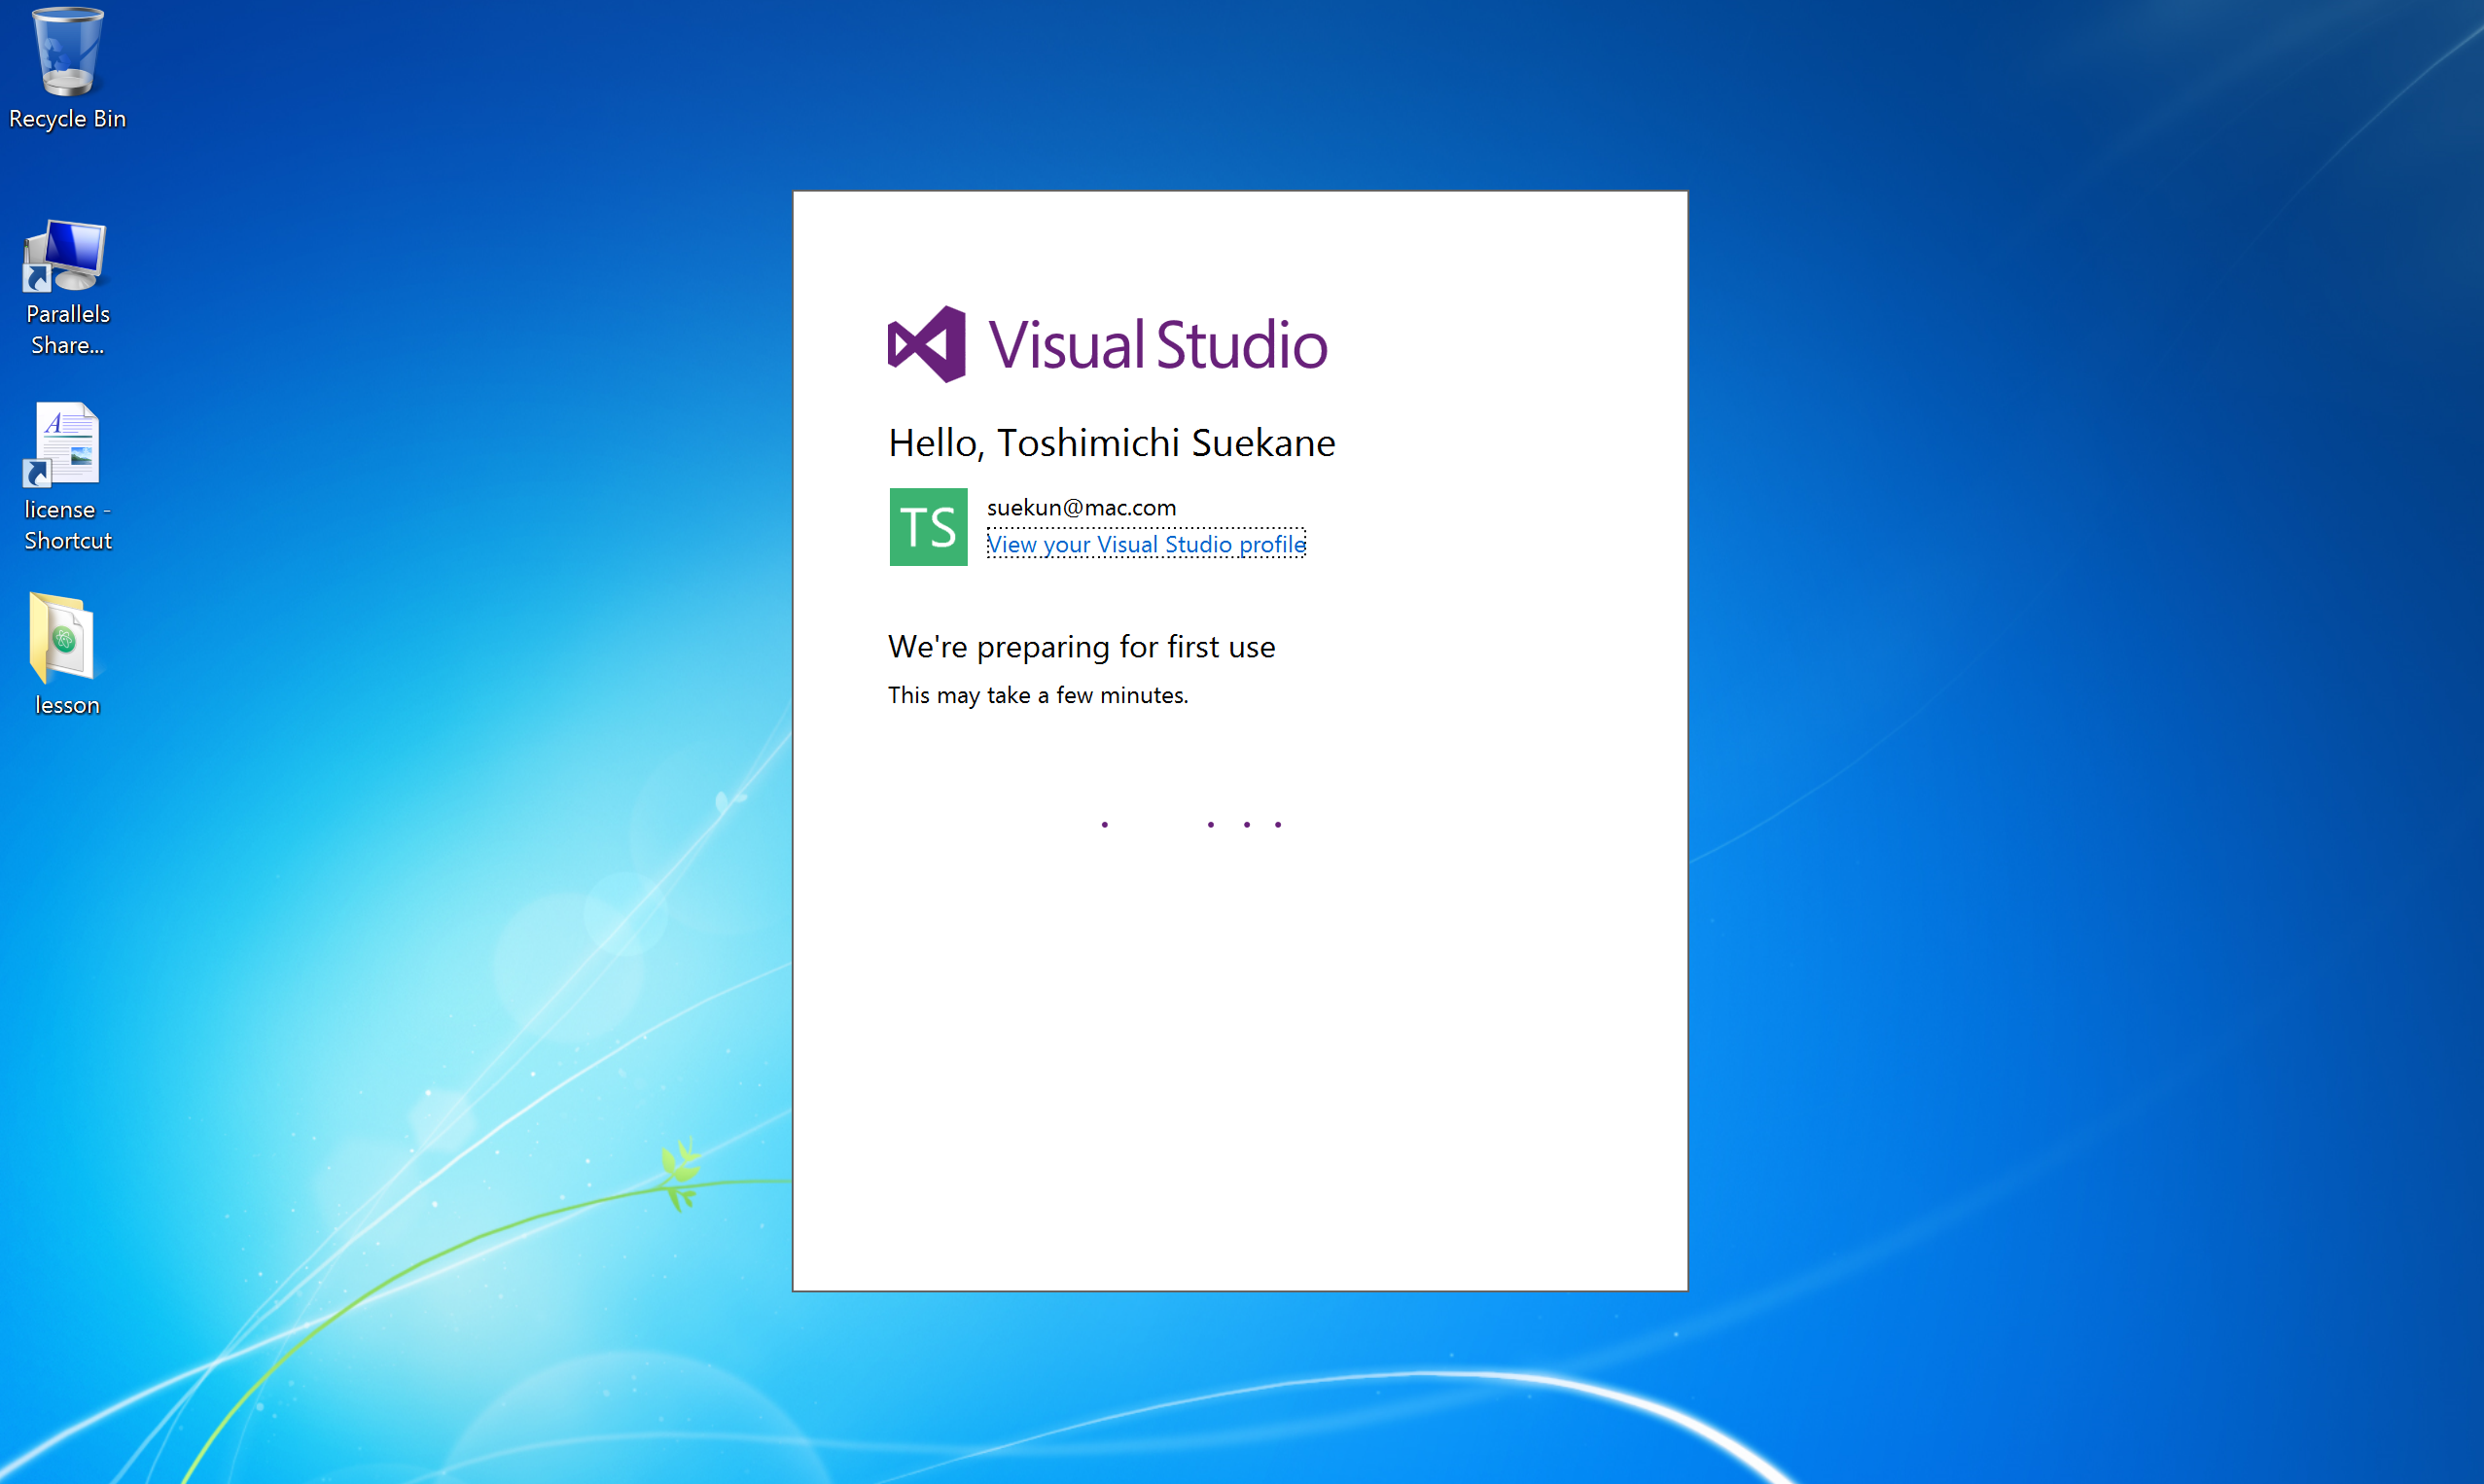 Recycle Bin
Parallels
Share...
license -
Shortcut
lesson
Visual Studio
Hello, Toshimichi Suekane
TS
suekun@mac.com
View your Visual Studio profile
We're preparing for first use
This may take a few minutes.